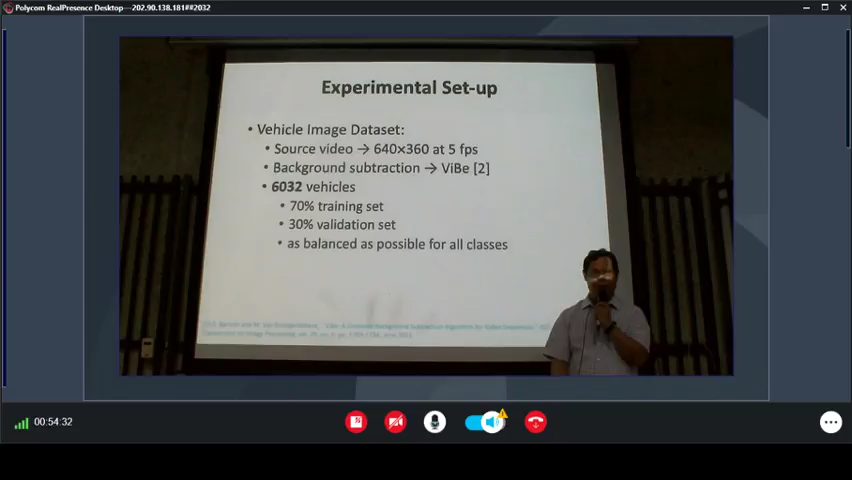 Polycom RealPresence Desktop—202.90.138.181##2032
Experimental Set-up
• Vehicle Image Dataset:
• Source video → 640×360 at 5 fps
• Background subtraction → ViBe [2]
• 6032 vehicles
• 70% training set
• 30% validation set
• as balanced as possible for all classes
00:54:32